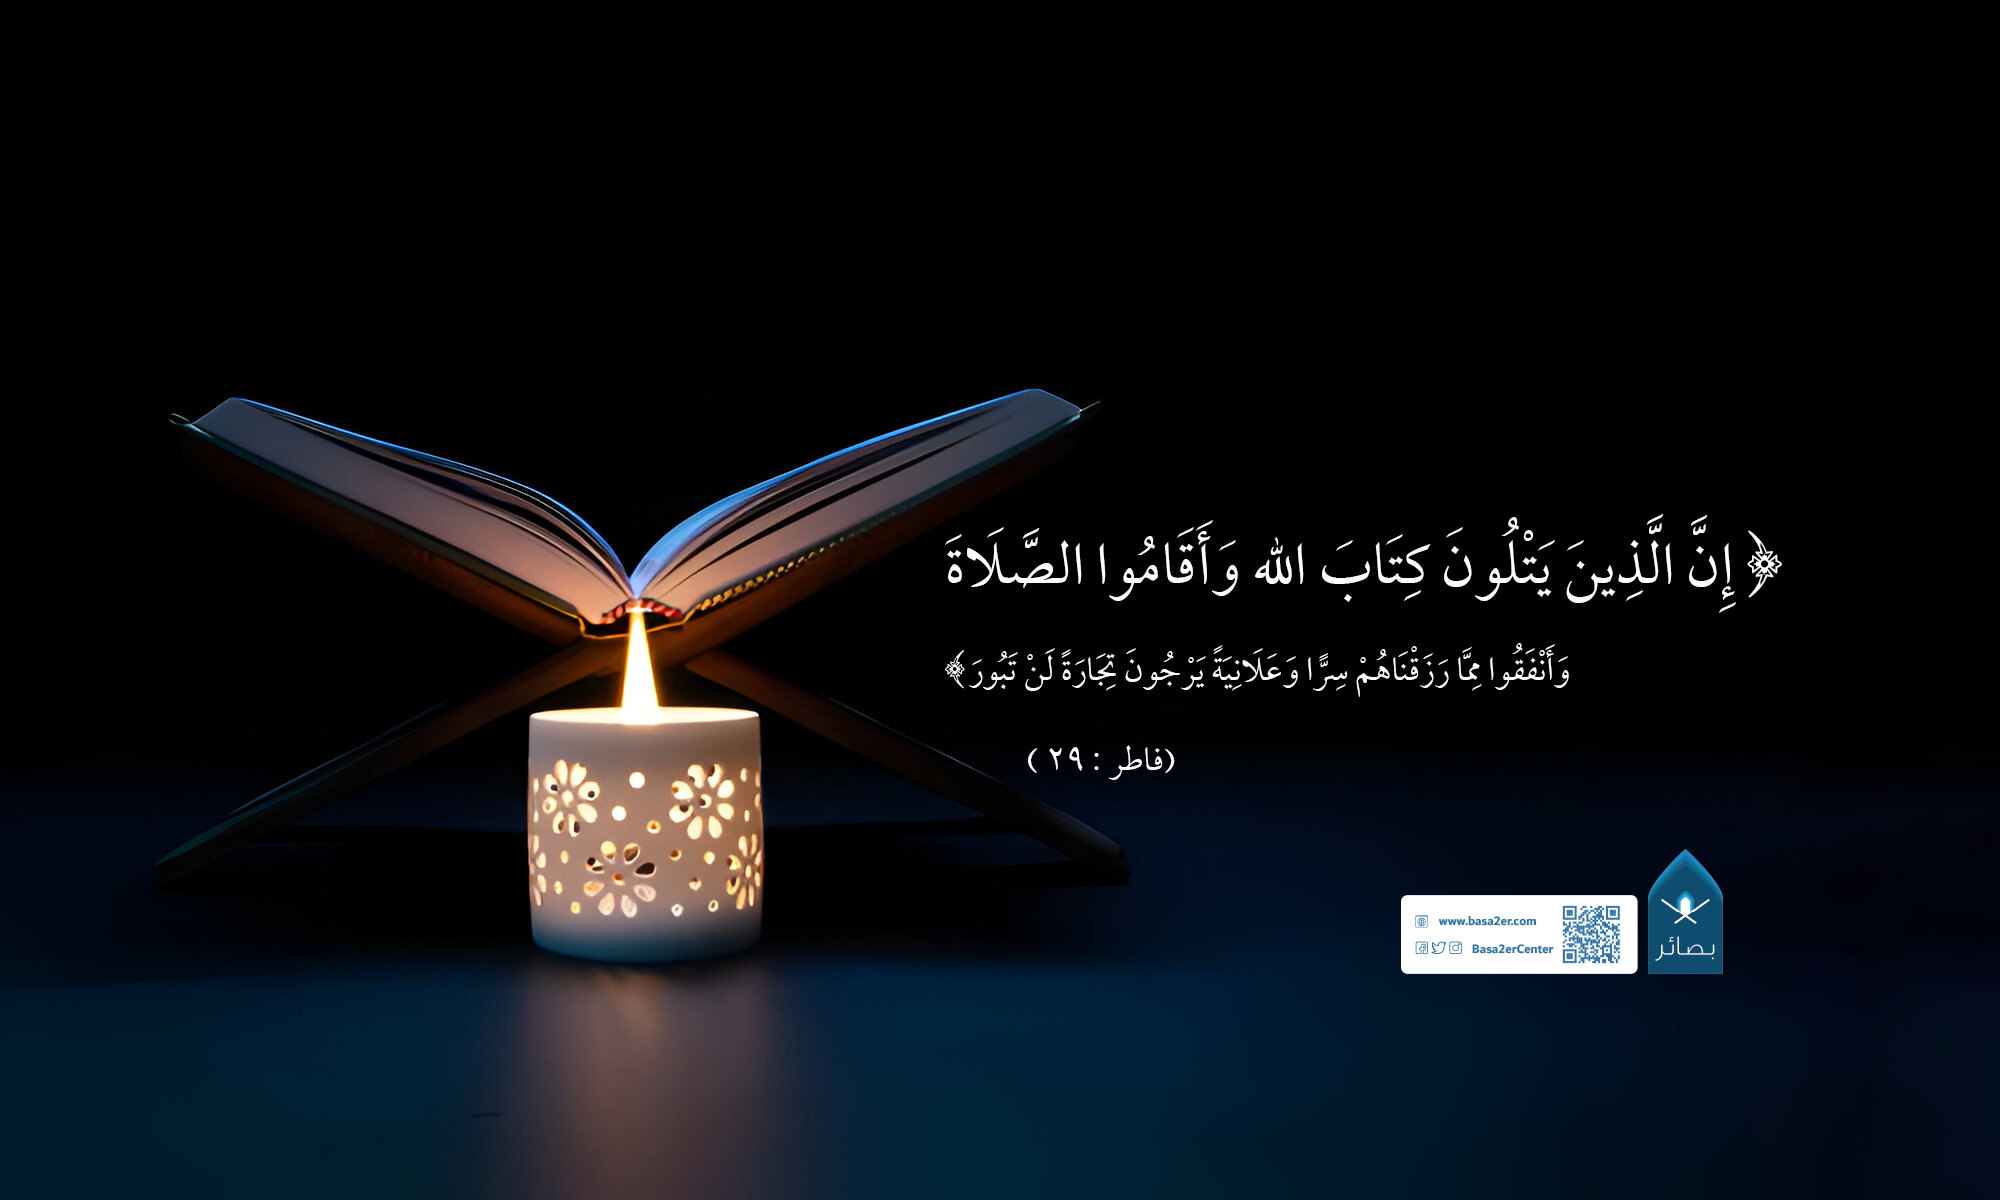 ﴿ إِنَّ الَّذِينَ يَتْلُونَ كِتَابَ الله وَأَقَامُوا الصَّلَاةَ
وَأَنْفَقُوا مِمَّا رَزَقْنَاهُمْ سِرًّا وَعَلَانِيَةً يَرْجُونَ تِجَارَةً لَنْ تَبُورَ ﴾
(فاطر : ٢٩ )
www.basa2er.com
Basa2erCenter
بصائر